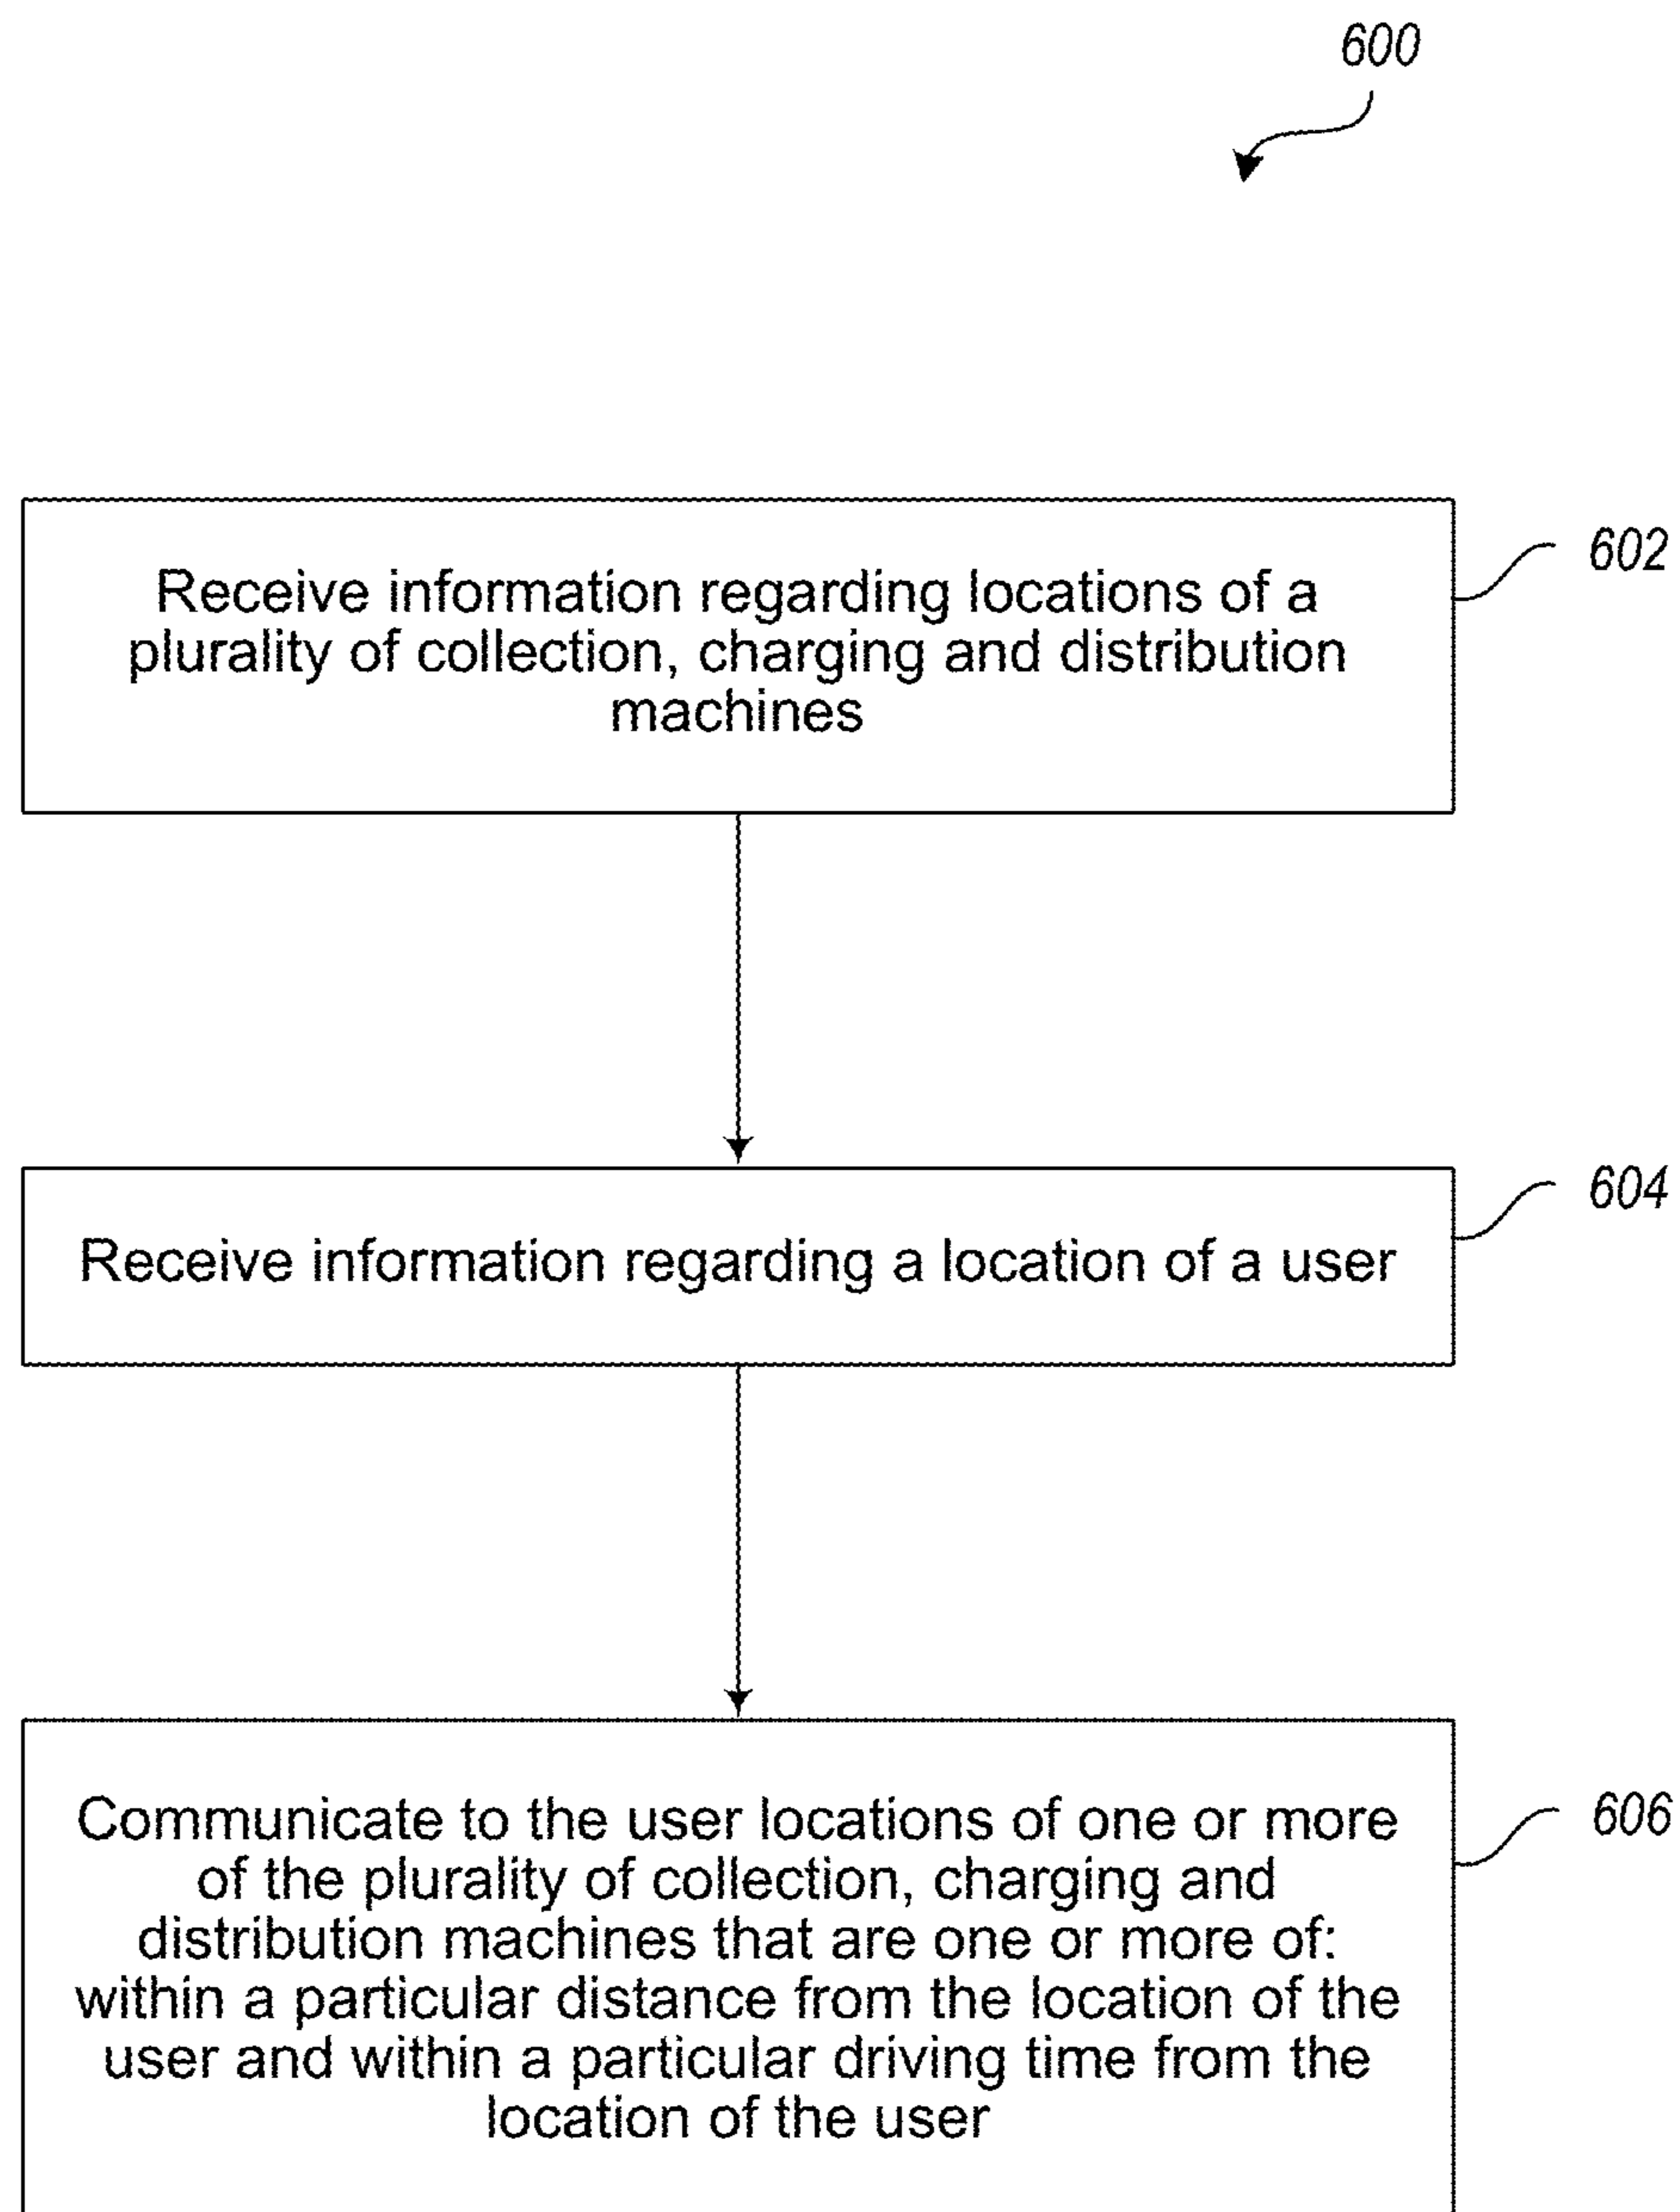 600
Receive information regarding locations of a
plurality of collection, charging and distribution
machines
602
Receive information regarding a location of a user
604
Communicate to the user locations of one or more
of the plurality of collection, charging and
distribution machines that are one or more of:
within a particular distance from the location of the
user and within a particular driving time from the
location of the user
606